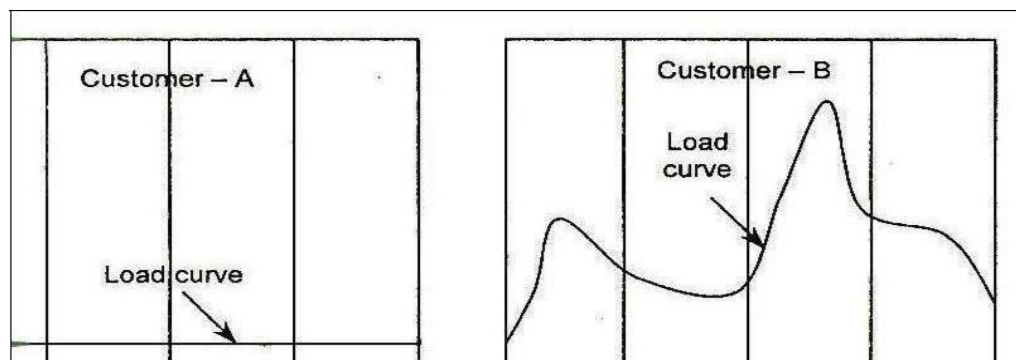 Customer – A
Load curve
Customer – B
Load
curve